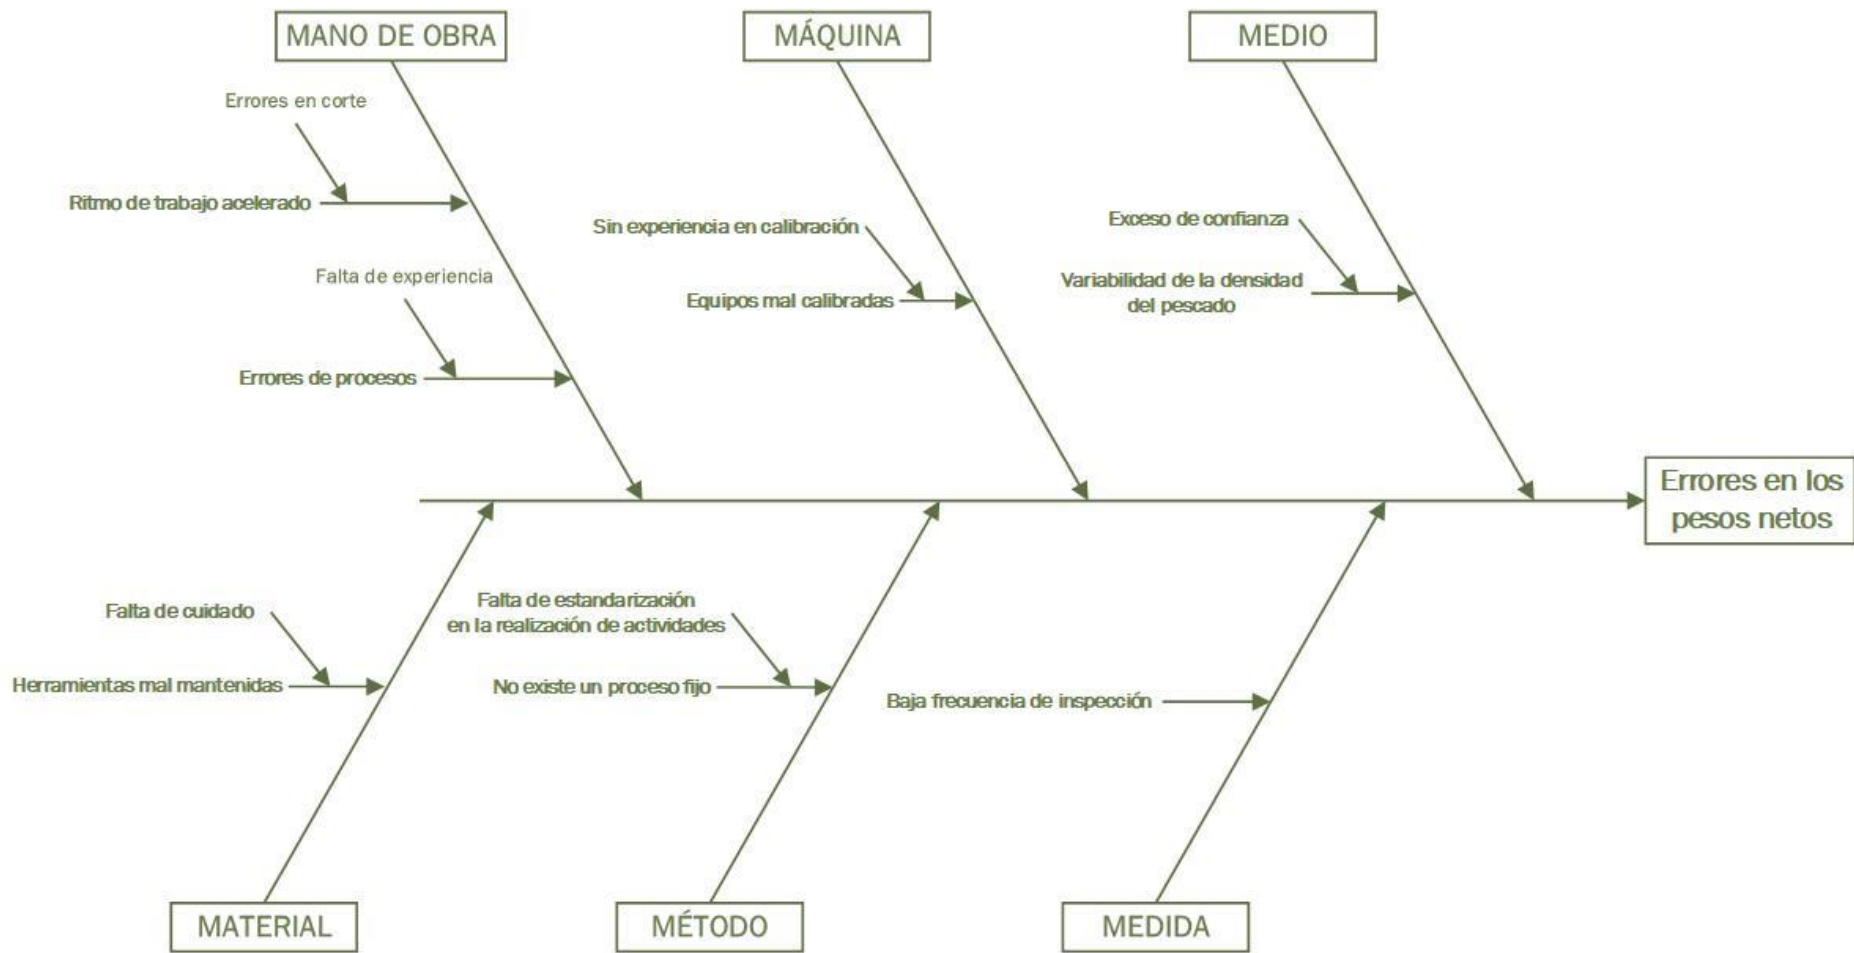 MANO DE OBRA
MÁQUINA
MEDIO
Errores en corte
Ritmo de trabajo acelerado
Falta de experiencia
Errores de procesos
Sin experiencia en calibración
Equipos mal calibradas
Exceso de confianza
Variabilidad de la densidad
del pescado
Errores en los
pesos netos
Falta de cuidado
Herramientas mal mantenidas
Falta de estandarización
en la realización de actividades
No existe un proceso fijo
Baja frecuencia de inspección
MATERIAL
MÉTODO
MEDIDA